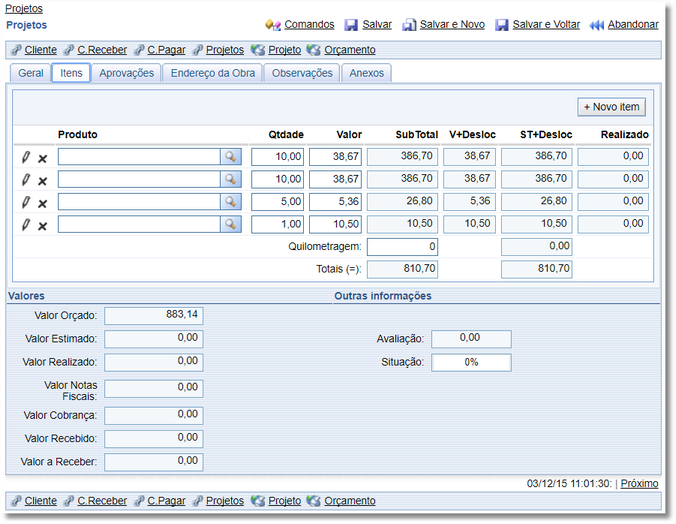 Projetos
Projetos Comandos Salvar Salvar e Novo Salvar e Voltar Abandonar
Cliente C.Receber C.Pagar Projetos Projeto Orçamento
Geral Itens Aprovações Endereço da Obra Observações Anexos
+ Novo item
Produto Qtdade Valor SubTotal V+Desloc ST+Desloc Realizado
10,00 38,67 386,70 38,67 386,70 0,00
10,00 38,67 386,70 38,67 386,70 0,00
5,00 5,36 26,80 5,36 26,80 0,00
1,00 10,50 10,50 10,50 10,50 0,00
Quilometragem: 0 0,00
Totais (=): 810,70 810,70
Valores Outras informações
Valor Orçado: 883,14
Valor Estimado: 0,00 Avaliação: 0,00
Valor Realizado: 0,00 Situação: 0%
Valor Notas
Fiscais: 0,00
Valor Cobrança: 0,00
Valor Recebido: 0,00
Valor a Receber: 0,00
03/12/15 11:01:30: | Próximo
Cliente C.Receber C.Pagar Projetos Projeto Orçamento